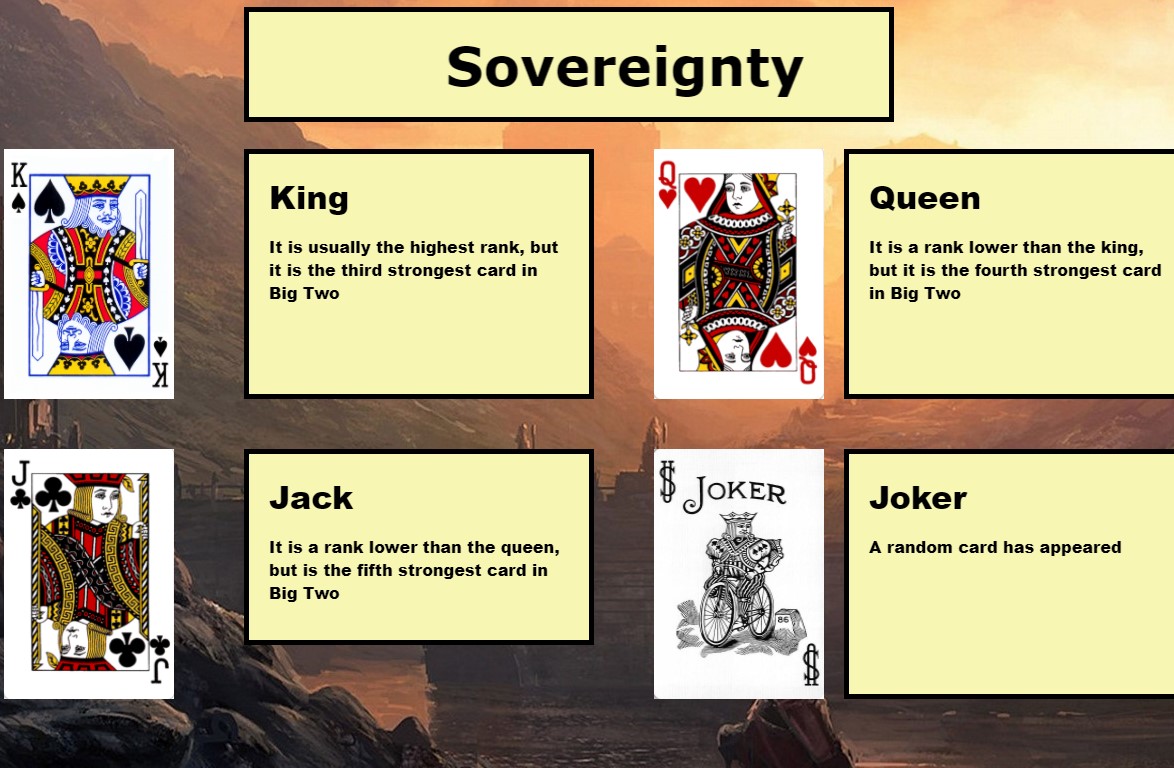 Sovereignty
K
King
It is usually the highest rank, but
it is the third strongest card in
Big Two
K
Q
Queen
It is a rank lower than the king,
but it is the fourth strongest card
in Big Two
Q
J
Jack
It is a rank lower than the queen,
but is the fifth strongest card in
Big Two
J
$
JOKER
86
$
Joker
A random card has appeared